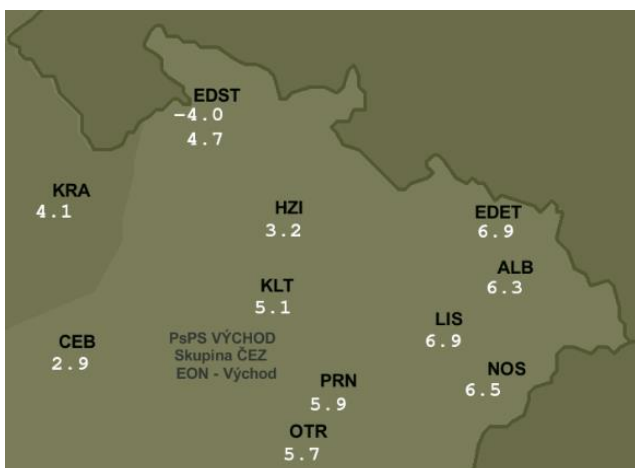 EDST
-4.0
4.7
KRA
4.1
HZI
3.2
EDET
6.9
ALB
6.3
KLT
5.1
LIS
6.9
CEB
2.9
PsPS VÝCHOD
Skupina ČEZ
EON - Východ
NOS
6.5
PRN
5.9
OTR
5.7